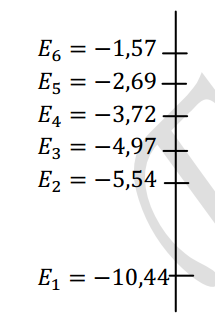 E₆ = −1,57
E₅ = −2,69
E₄ = −3,72
E₃ = −4,97
E₂ = −5,54
E₁ = −10,44